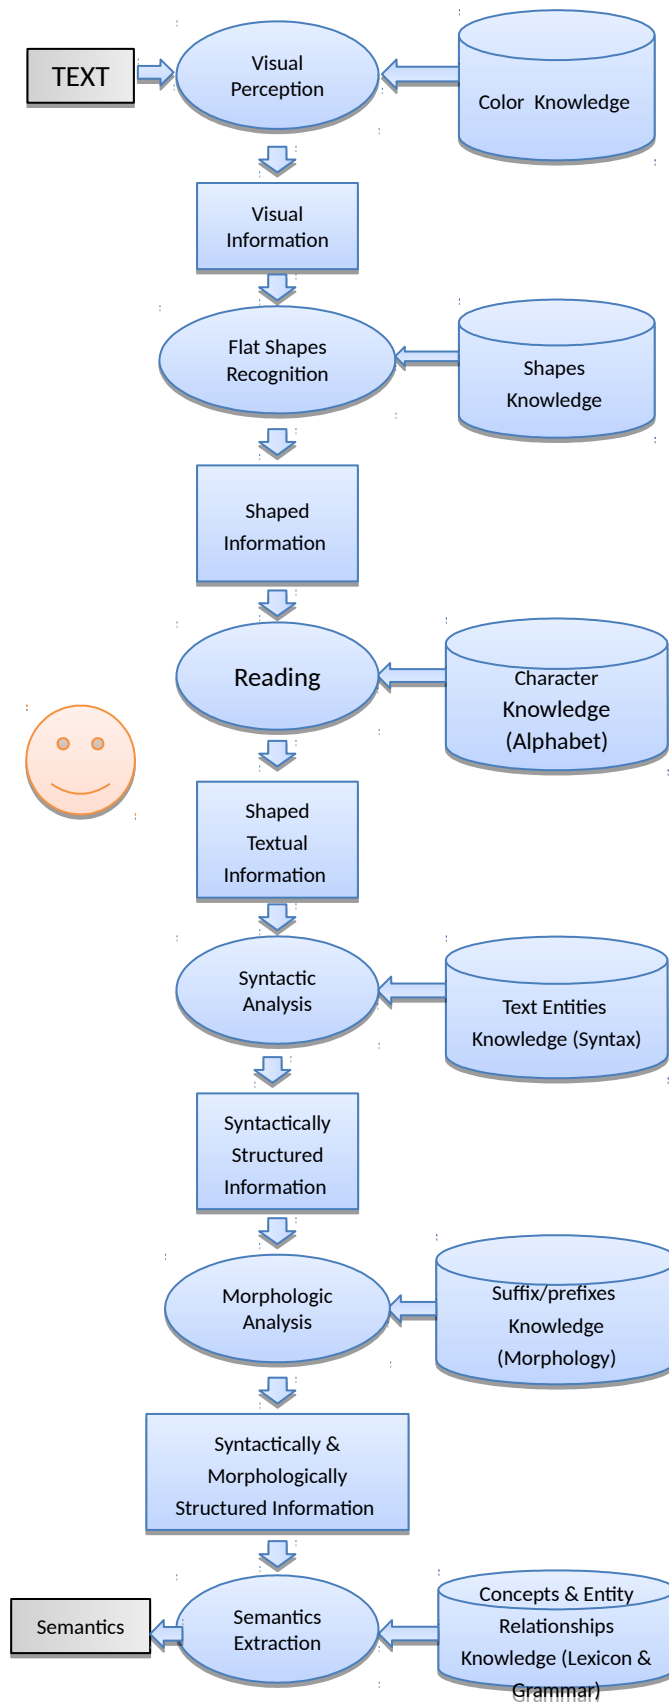 TEXT
Visual
Perception
Color  Knowledge
Visual
Information
Flat Shapes
Recognition
Shapes
Knowledge
Shaped
Information
Reading
Character
Knowledge
(Alphabet)
Shaped
Textual
Information
Syntactic
Analysis
Text Entities
Knowledge (Syntax)
Syntactically
Structured
Information
Morphologic
Analysis
Suffix/prefixes
Knowledge
(Morphology)
Syntactically &
Morphologically
Structured Information
Semantics
Semantics
Extraction
Concepts & Entity
Relationships
Knowledge (Lexicon &
Grammar)